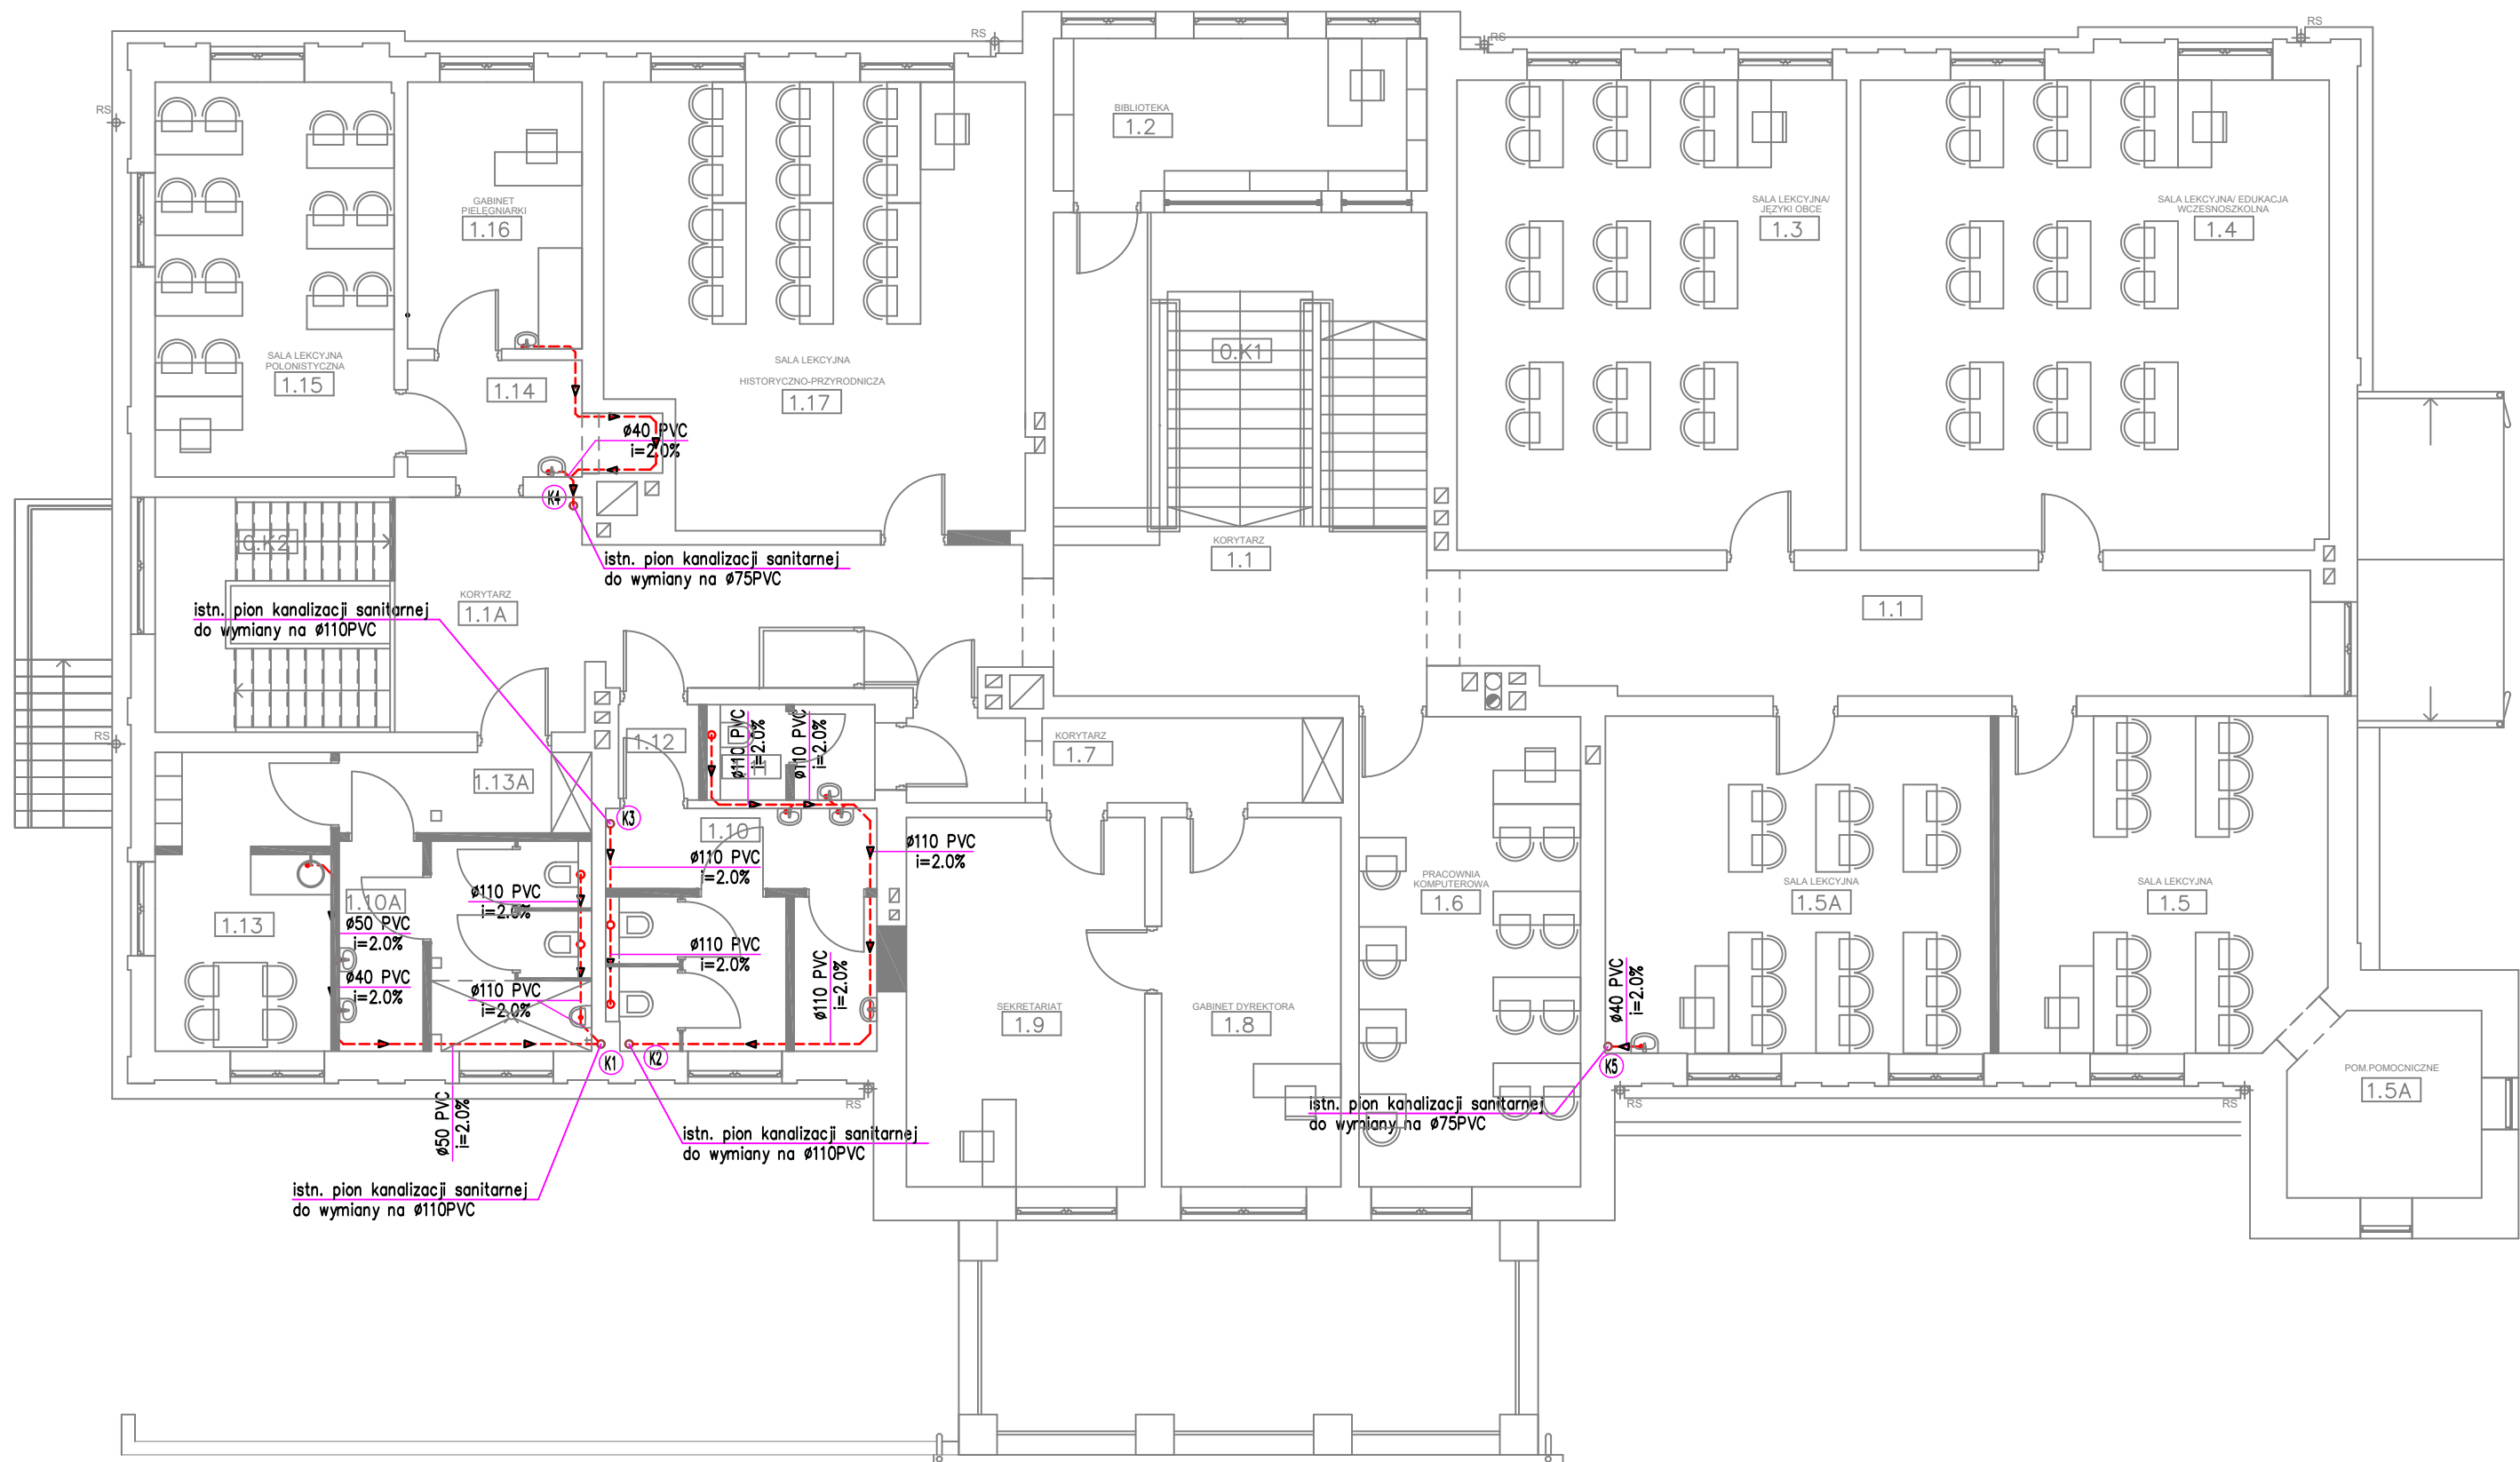 RS
RS
RS
RS
BIBLIOTEKA
1.2
GABINET
PIELĘGNIARKI
1.16
SALA LEKCYJNA/
JĘZYKI OBCE
1.3
SALA LEKCYJNA/ EDUKACJA
WCZESNOSZKOLNA
1.4
SALA LEKCYJNA
POLONISTYCZNA
1.15
1.14
SALA LEKCYJNA
HISTORYCZNO-PRZYRODNICZA
1.17
0.K1
ø40 PVC
i=2.0%
K4
istn. pion kanalizacji sanitarnej
do wymiany na ø75PVC
0.K2
KORYTARZ
1.1
KORYTARZ
1.1A
1.1
istn. pion kanalizacji sanitarnej
do wymiany na ø110PVC
RS
1.12
ø110 PVC
i=2.0%
ø110 PVC
i=2.0%
KORYTARZ
1.7
1.13A
K3
1.10
ø110 PVC
i=2.0%
ø110 PVC
i=2.0%
ø110 PVC
i=2.0%
1.10A
1.13
ø50 PVC
i=2.0%
ø40 PVC
i=2.0%
ø110 PVC
i=2.0%
ø110 PVC
i=2.0%
ø110 PVC
i=2.0%
PRACOWNIA
KOMPUTEROWA
1.6
SALA LEKCYJNA
1.5A
SALA LEKCYJNA
1.5
SEKRETARIAT
1.9
GABINET DYREKTORA
1.8
ø40 PVC
i=2.0%
K1
K2
K5
POM.POMOCNICZNE
1.5A
RS
RS
RS
ø50 PVC
i=2.0%
istn. pion kanalizacji sanitarnej
do wymiany na ø110PVC
istn. pion kanalizacji sanitarnej
do wymiany na ø75PVC
istn. pion kanalizacji sanitarnej
do wymiany na ø110PVC